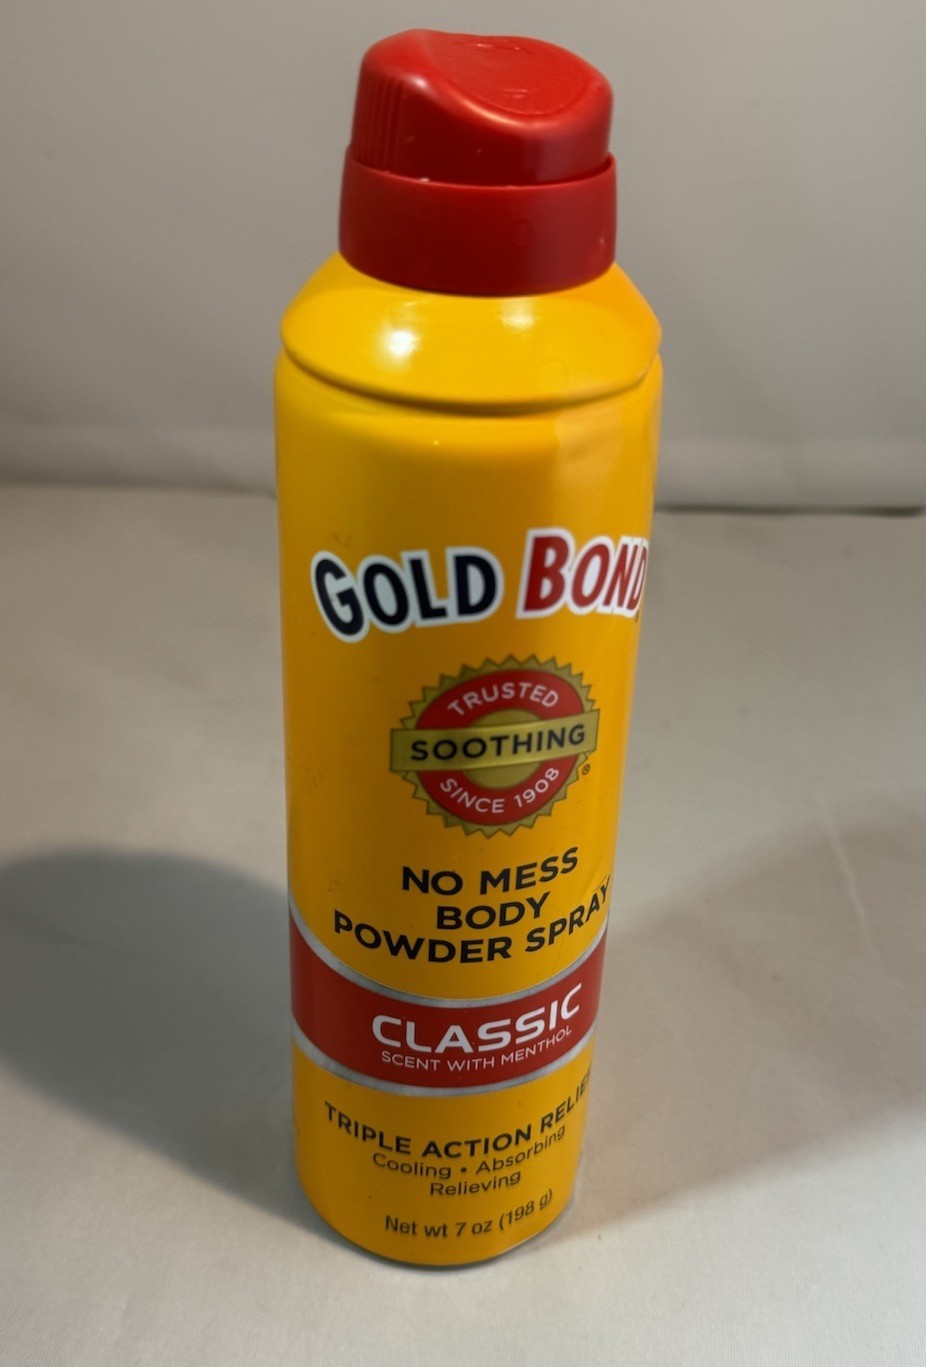 GOLD BOND
TRUSTED
SOOTHING
SINCE 1908
®
NO MESS
BODY
POWDER SPRAY
CLASSIC
SCENT WITH MENTHOL
TRIPLE ACTION RELIEF
Cooling • Absorbing
Relieving
Net wt 7 oz (198 g)